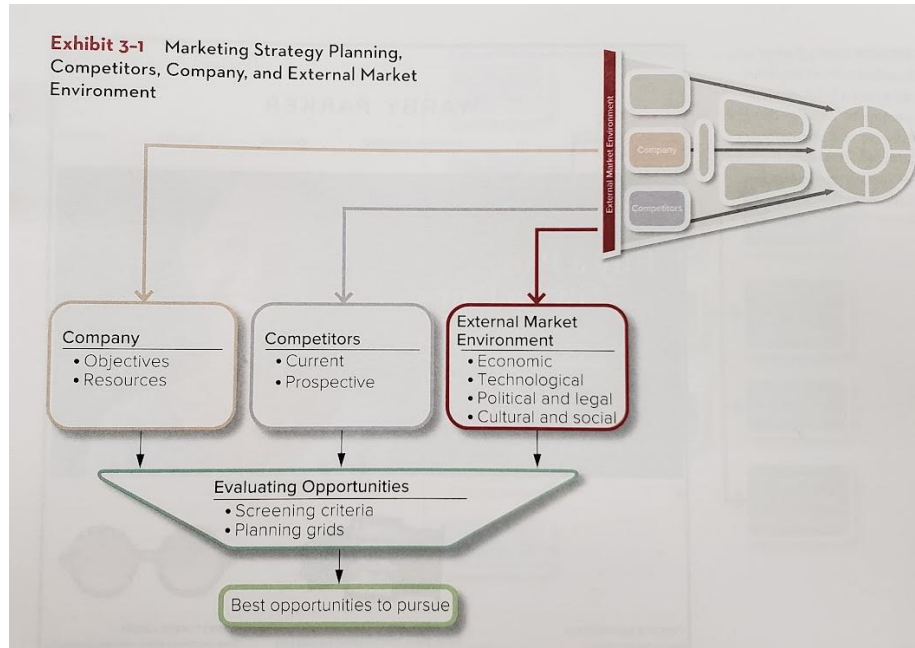 Exhibit 3-1 Marketing Strategy Planning,
Competitors, Company, and External Market
Environment
External Market Environment
Company
Competitors
Company
• Objectives
• Resources
Competitors
• Current
• Prospective
External Market
Environment
• Economic
• Technological
• Political and legal
• Cultural and social
Evaluating Opportunities
• Screening criteria
• Planning grids
Best opportunities to pursue